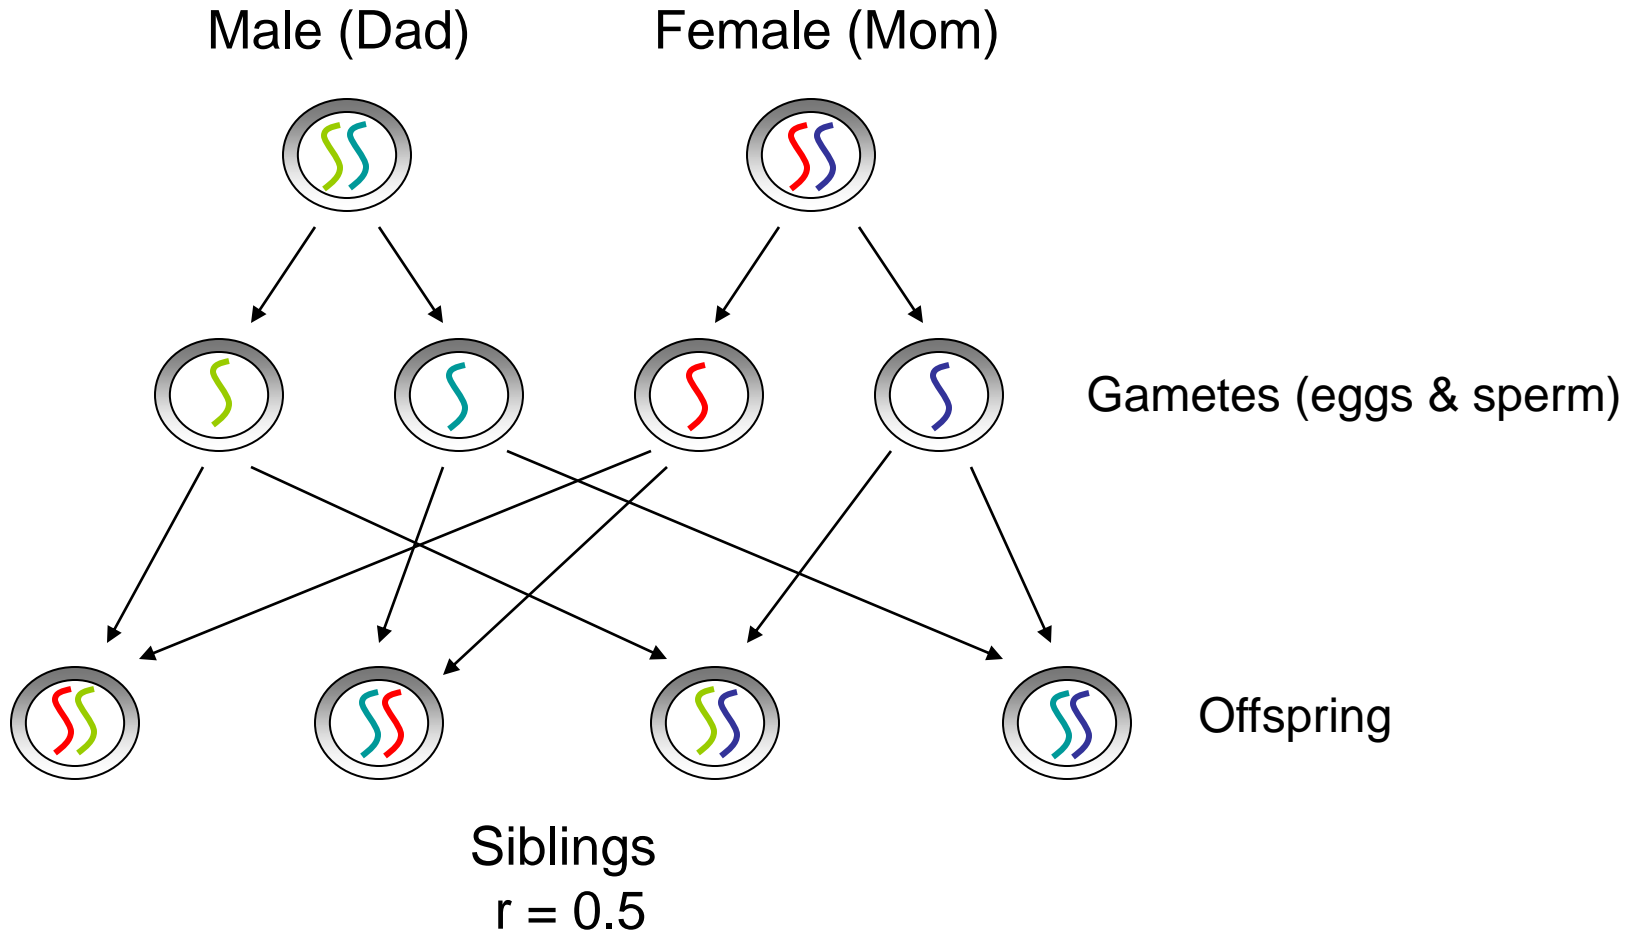 Male (Dad)
Female (Mom)
Gametes (eggs & sperm)
Offspring
Siblings
r = 0.5